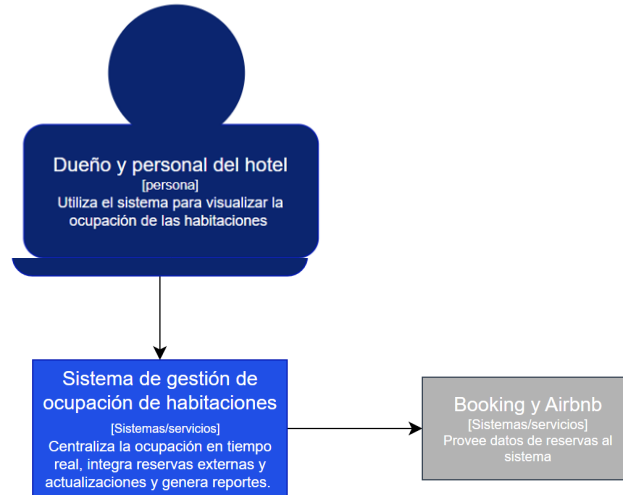 Dueño y personal del hotel
[persona]
Utiliza el sistema para visualizar la
ocupación de las habitaciones
Sistema de gestión de
ocupación de habitaciones
[Sistemas/servicios]
Centraliza la ocupación en tiempo
real, integra reservas externas y
actualizaciones y genera reportes.
Booking y Airbnb
[Sistemas/servicios]
Provee datos de reservas al
sistema